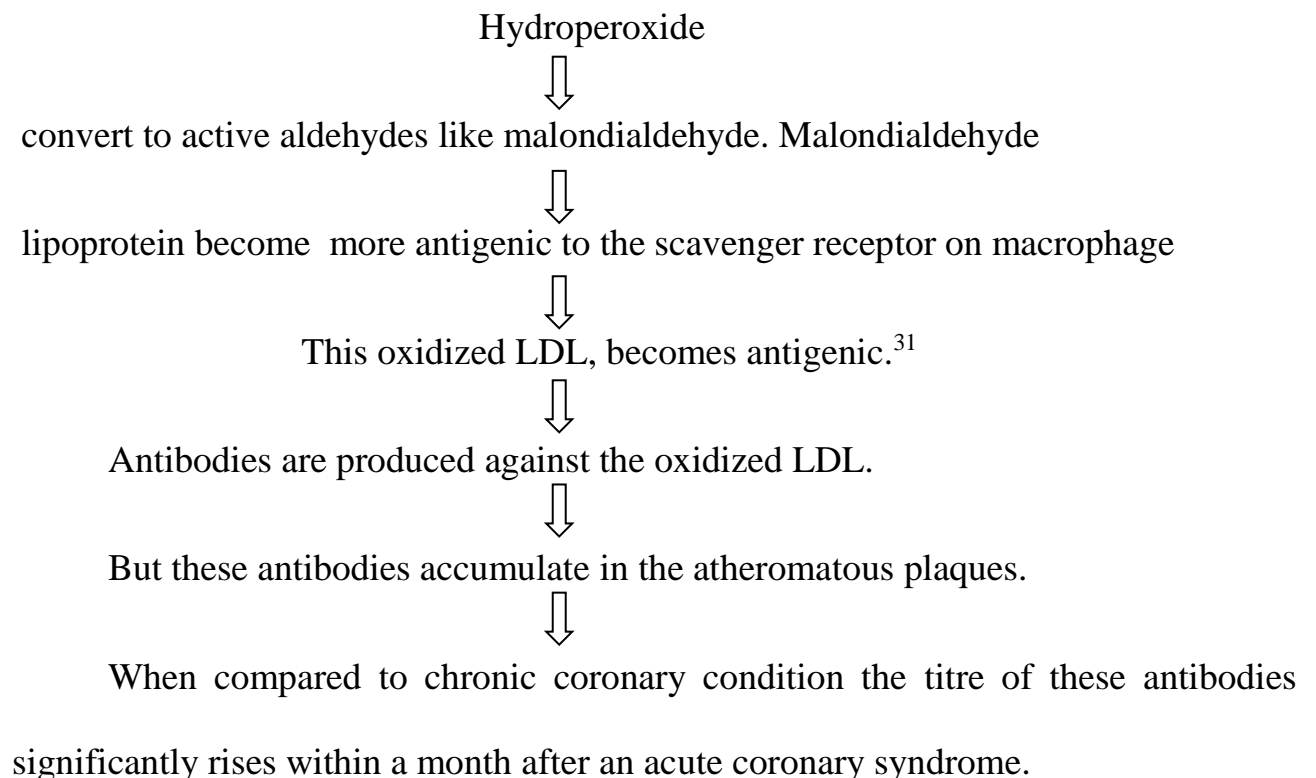 Hydroperoxide
convert to active aldehydes like malondialdehyde. Malondialdehyde
lipoprotein become more antigenic to the scavenger receptor on macrophage
This oxidized LDL, becomes antigenic.31
Antibodies are produced against the oxidized LDL.
But these antibodies accumulate in the atheromatous plaques.
When compared to chronic coronary condition the titre of these antibodies
significantly rises within a month after an acute coronary syndrome.